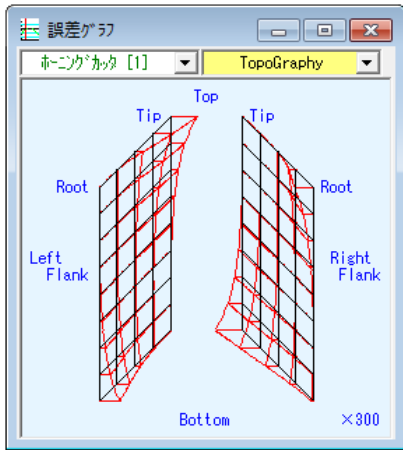 誤差グラフ
ホーニングカッタ [1] TopoGraphy
Top
Tip Tip
Root Root
Left Flank Right Flank
Bottom ×300